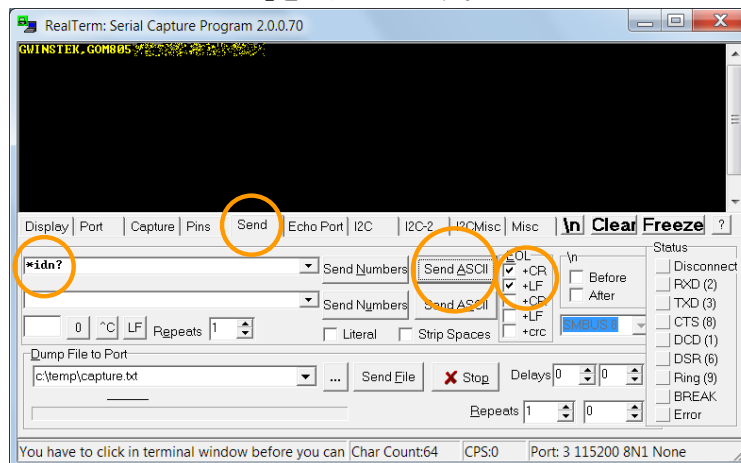 RealTerm: Serial Capture Program 2.0.0.70
GWINSTEK,GOM805
Display Port Capture Pins Send Echo Port I2C I2C-2 I2CMisc Misc \n Clear Freeze ?
*idn? Send Numbers Send ASCII
Send Numbers Send ASCII
0 ^C LF Repeats 1 Literal Strip Spaces
EOL
+CR
+LF
+CR
+LF
+crc
\n
Before
After
SMBUS 8
Status
Disconnect
RXD (2)
TXD (3)
CTS (8)
DCD (1)
DSR (6)
Ring (9)
BREAK
Error
Dump File to Port
c:\temp\capture.txt ... Send File Stop Delays 0 0
Repeats 1 0
You have to click in terminal window before you can Char Count:64 CPS:0 Port: 3 115200 8N1 None